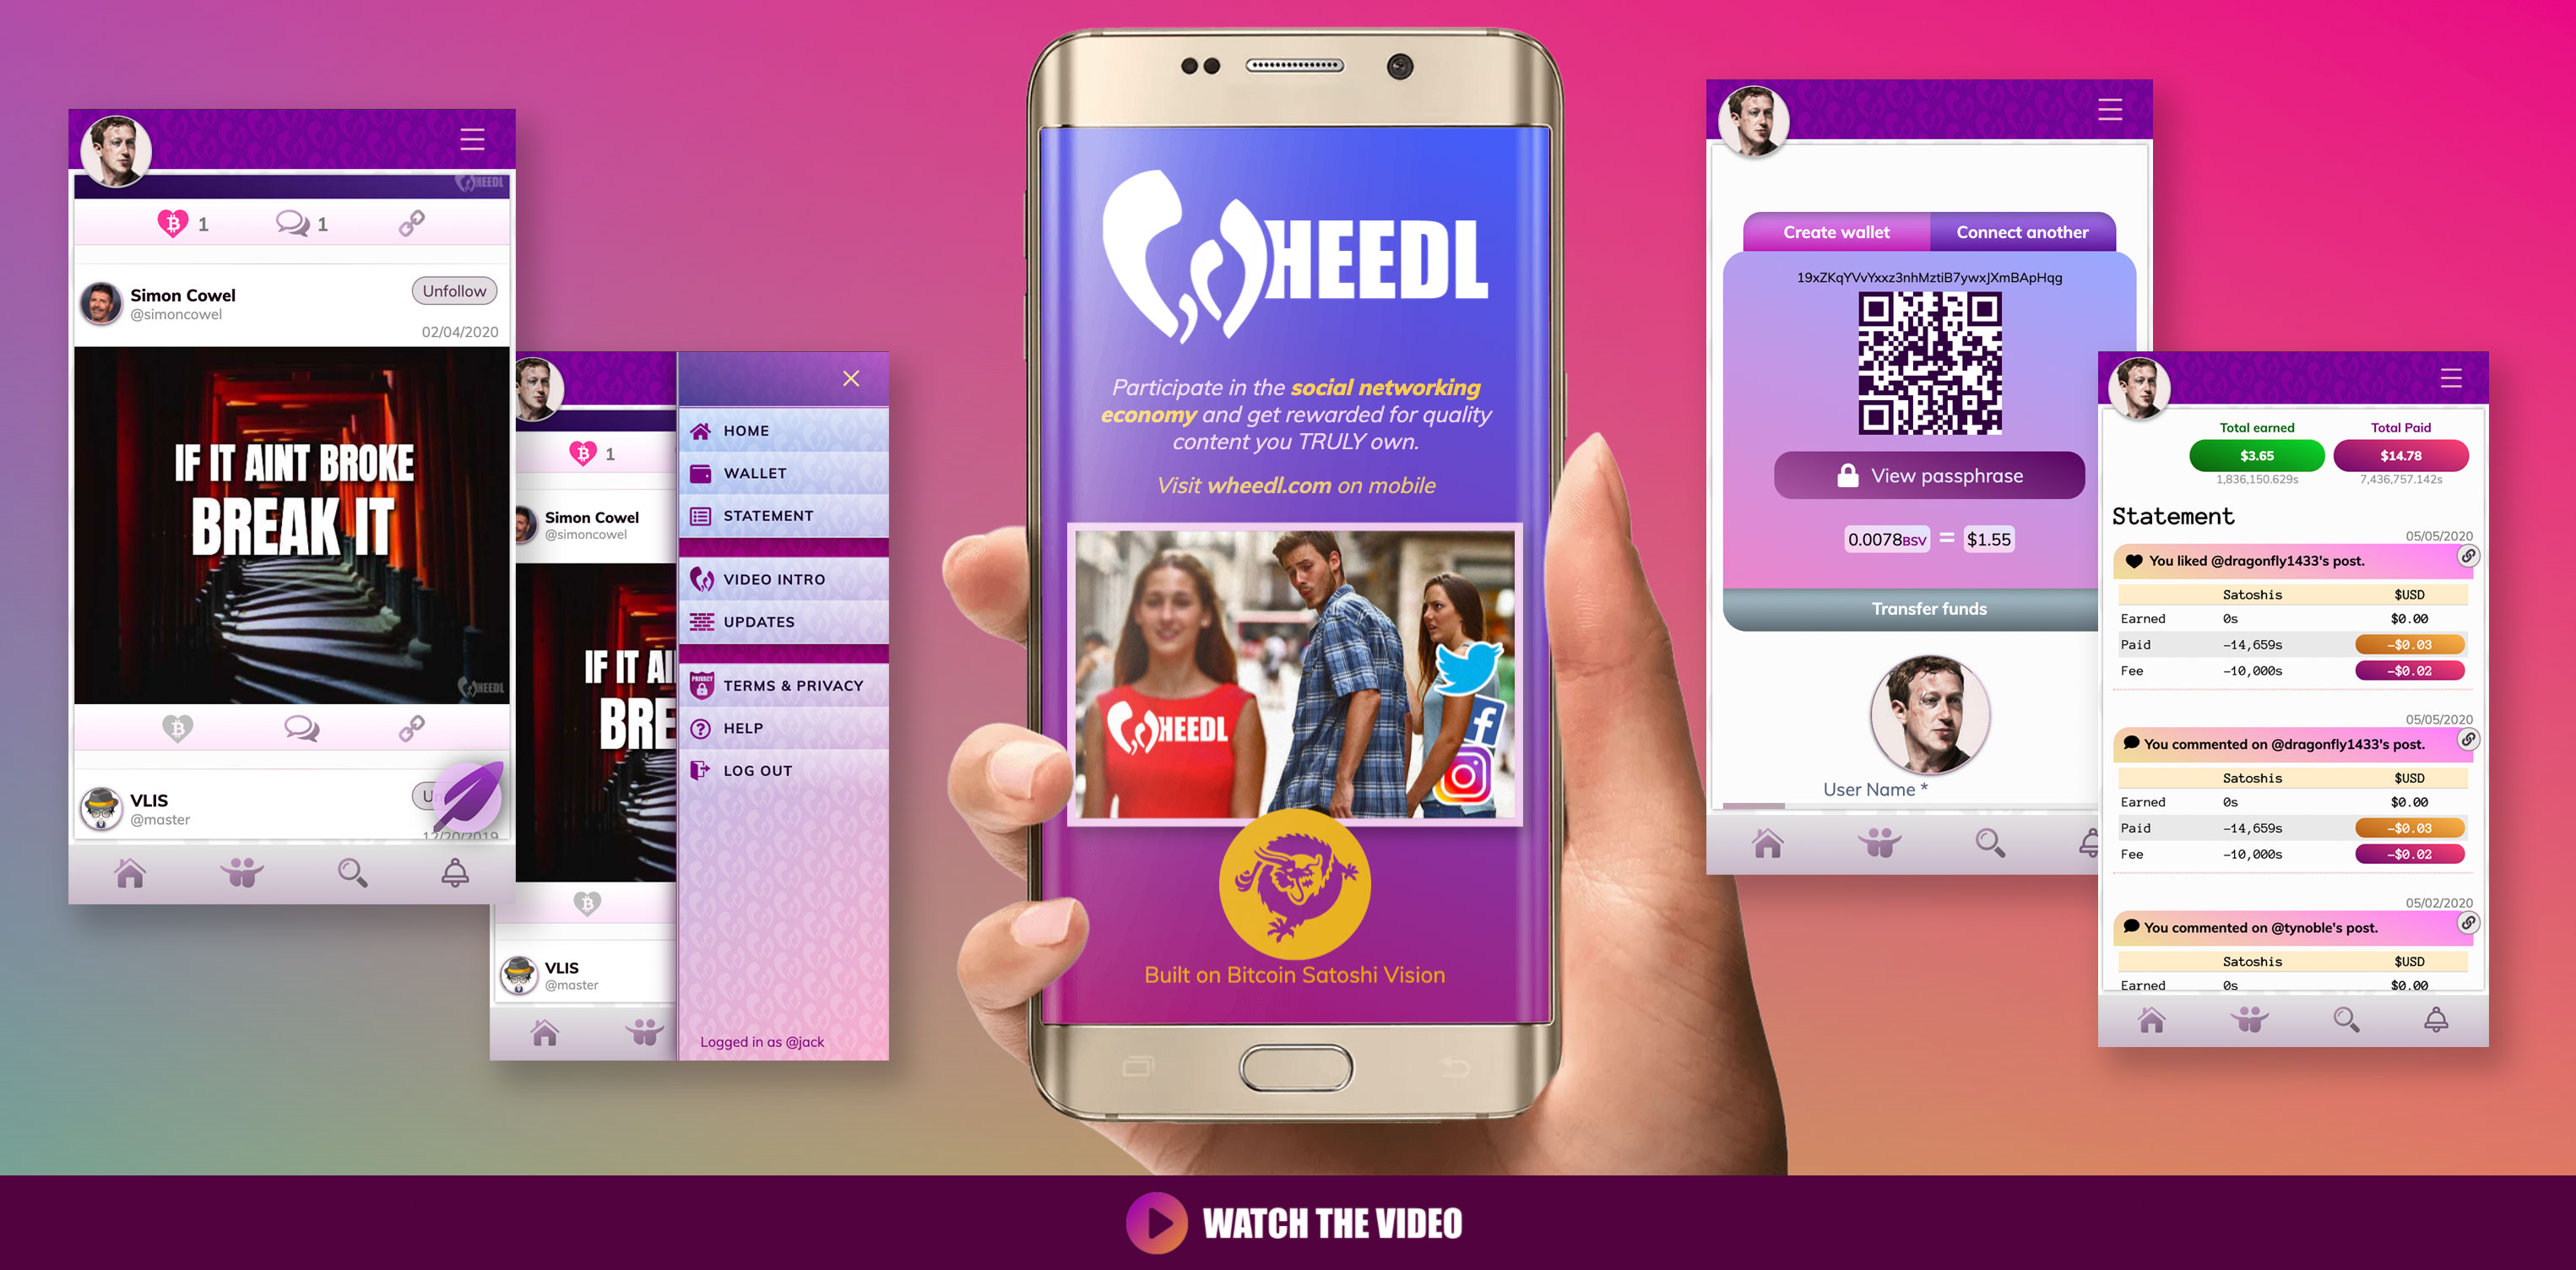 HEEDL
1
1
Simon Cowel
Unfollow
@simoncowel
02/04/2020
IF IT AINT BROKE
BREAK IT
HEEDL
VLIS
@master
U
12/20/2019
1
Simon Cowel
@simoncowel
IF IT AI
BRE
VLIS
@master
HOME
WALLET
STATEMENT
VIDEO INTRO
UPDATES
PRIVACY
TERMS & PRIVACY
HELP
LOG OUT
Logged in as @jack
WHEEDL
Participate in the social networking
economy and get rewarded for quality
content you TRULY own.
Visit wheedl.com on mobile
WHEEDL
Built on Bitcoin Satoshi Vision
Create wallet
Connect another
19xZKqYVvYxxz3nhMztiB7ywxJXmBApHqg
View passphrase
0.0078BSV = $1.55
Transfer funds
User Name *
Total earned
Total Paid
$3.65
$14.78
1,836,150.629s
7,436,757.142s
Statement
05/05/2020
You liked @dragonfly1433's post.
Satoshis $USD
Earned 0s $0.00
Paid -14,659s -$0.03
Fee -10,000s -$0.02
05/05/2020
You commented on @dragonfly1433's post.
Satoshis $USD
Earned 0s $0.00
Paid -14,659s -$0.03
Fee -10,000s -$0.02
05/02/2020
You commented on @tynoble's post.
Satoshis $USD
Earned 0s $0.00
WATCH THE VIDEO